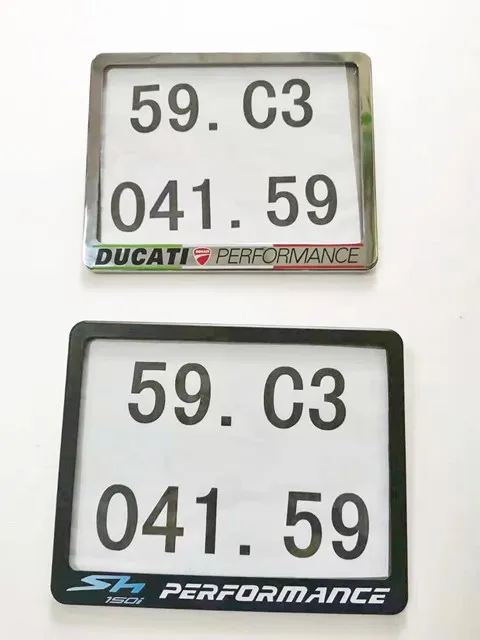 59. C3
041. 59
DUCATI PERFORMANCE
59. C3
041. 59
Sh PERFORMANCE
150i